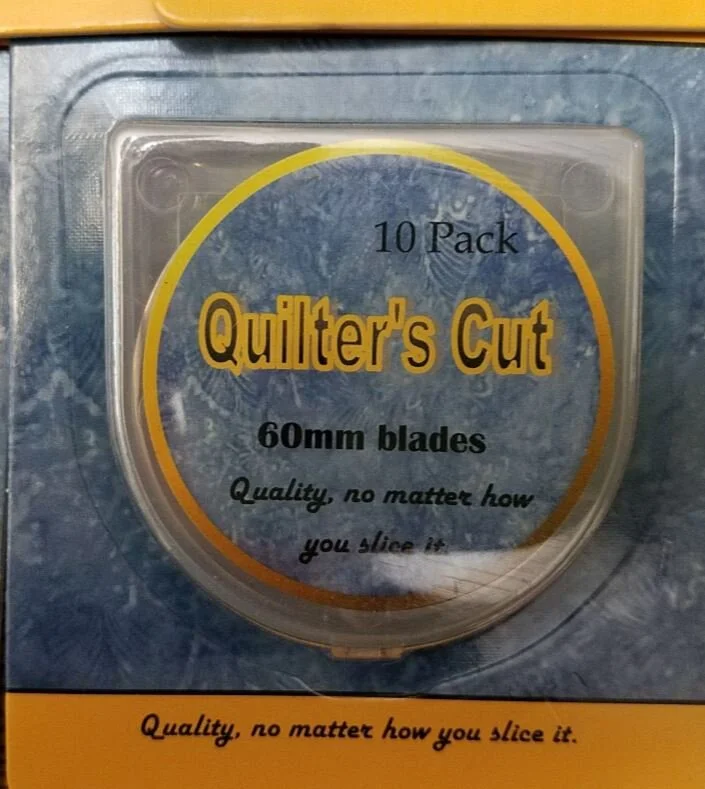 10 Pack
Quilter's Cut
60mm blades
Quality, no matter how
you slice it.
Quality, no matter how you slice it.